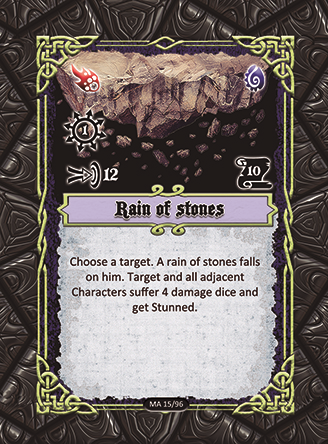 1
12
10
Rain of stones
Choose a target. A rain of stones falls
on him. Target and all adjacent
Characters suffer 4 damage dice and
get Stunned.
MA 15/96